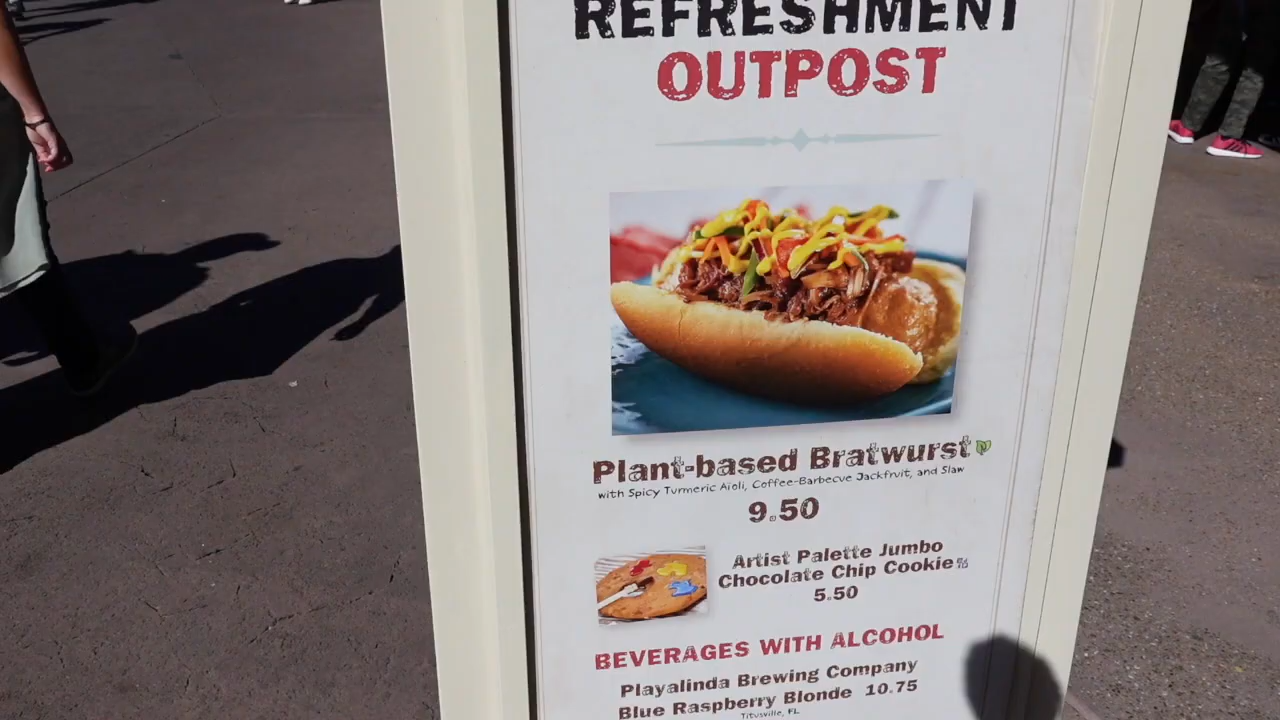 REFRESHMENT
OUTPOST
Plant-based Bratwurst
with Spicy Turmeric Aioli, Coffee-Barbecue Jackfruit, and Slaw
9.50
Artist Palette Jumbo
Chocolate Chip Cookie
5.50
BEVERAGES WITH ALCOHOL
Playalinda Brewing Company
Blue Raspberry Blonde 10.75
Titusville, FL